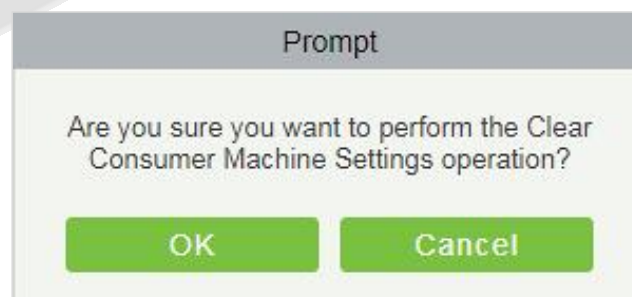 Prompt
Are you sure you want to perform the Clear
Consumer Machine Settings operation?
OK
Cancel